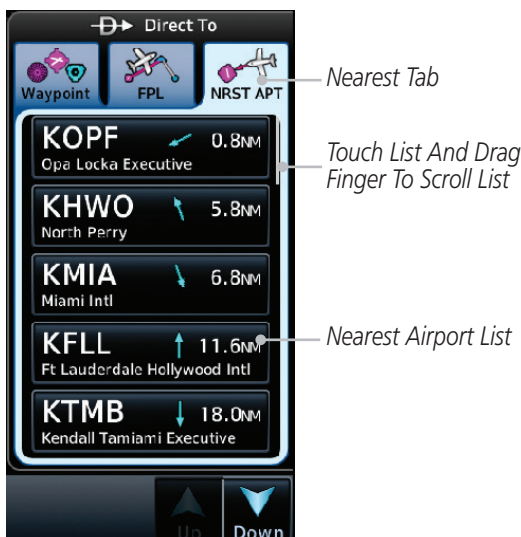 Direct To
Waypoint FPL NRST APT
Nearest Tab
KOPF 0.8NM
Opa Locka Executive
Touch List And Drag
Finger To Scroll List
KHWO 5.8NM
North Perry
KMIA 6.8NM
Miami Intl
KFLL 11.6NM
Nearest Airport List
Ft Lauderdale Hollywood Intl
KTMB 18.0NM
Kendall Tamiami Executive
Up Down